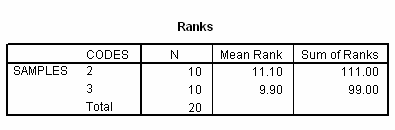 Ranks
CODES N Mean Rank Sum of Ranks
SAMPLES 2 10 11.10 111.00
3 10 9.90 99.00
Total 20